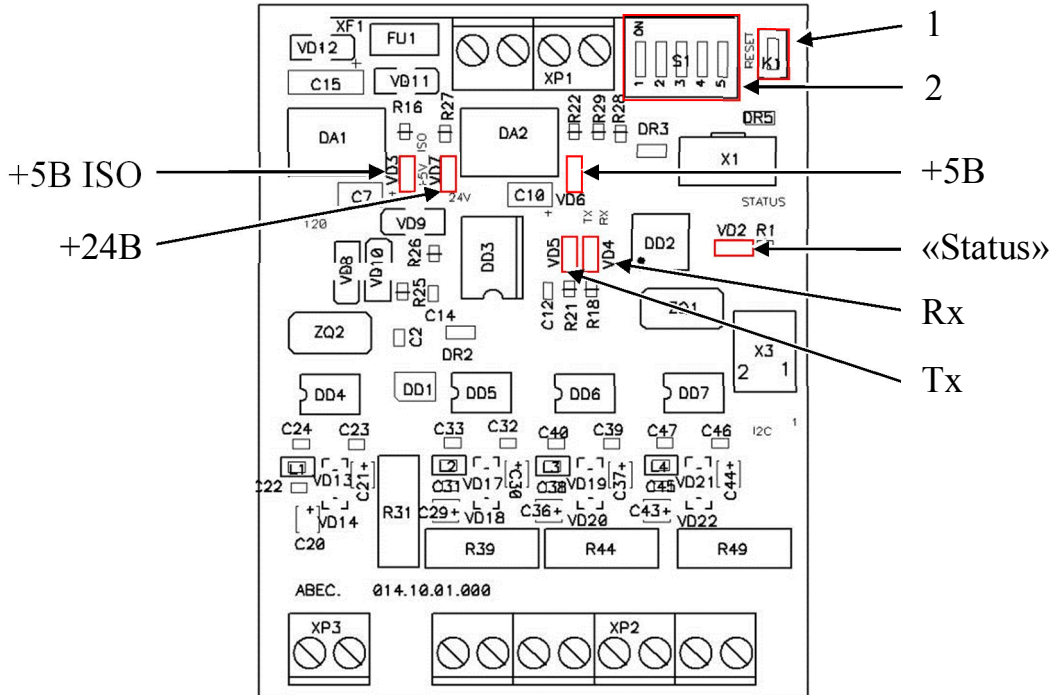 XF1
1
VD12
FU1
ON
S1
1 2 3 4 5
RESET
K1
XP1
VD11
C15
+
2
R16
R27
R22
R29
R28
DR5
DA1
DA2
DR3
X1
+5B ISO
VD3
+5V ISO
VD7
+5B
+
C7
24V
C10
VD6
STATUS
120
VD9
+
TX
RX
+24B
VD2
R1
«Status»
R26
DD3
VD5
VD4
DD2
VD8
VD10
R25
C12
R21
R18
ZQ1
Rx
C14
ZQ2
C2
DR2
X3
2 1
Tx
DD4
DD1
DD5
DD6
DD7
I2C
1
C24
C23
C33
C32
C40
C39
C47
C46
L1
L2
L3
L4
VD13
C21+
VD17
C30
+
VD19
C37+
VD21
C44+
C22
C31
C38
C45
VD14
R31
C29+
VD18
C36+
VD20
C43+
VD22
+
C20
R39
R44
R49
ABEC. 014.10.01.000
XP3
XP2